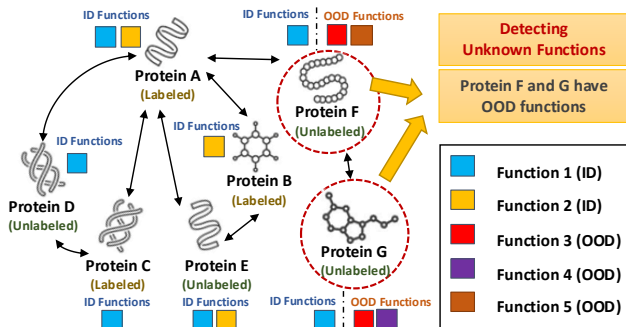 ID Functions
ID Functions
OOD Functions
Detecting
Unknown Functions
Protein A
(Labeled)
Protein F
(Unlabeled)
Protein F and G have
OOD functions
ID Functions
ID Functions
Protein B
(Labeled)
Protein D
(Unlabeled)
Protein C
(Labeled)
Protein E
(Unlabeled)
Protein G
(Unlabeled)
ID Functions
ID Functions
ID Functions
OOD Functions
Function 1 (ID)
Function 2 (ID)
Function 3 (OOD)
Function 4 (OOD)
Function 5 (OOD)